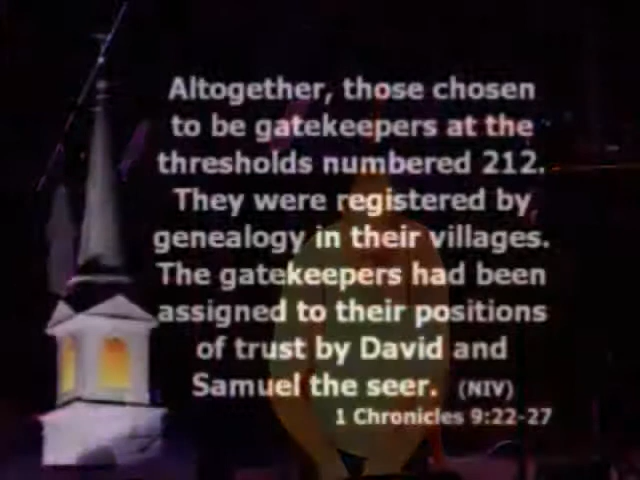 Altogether, those chosen
to be gatekeepers at the
thresholds numbered 212.
They were registered by
genealogy in their villages.
The gatekeepers had been
assigned to their positions
of trust by David and
Samuel the seer. (NIV)
1 Chronicles 9:22-27